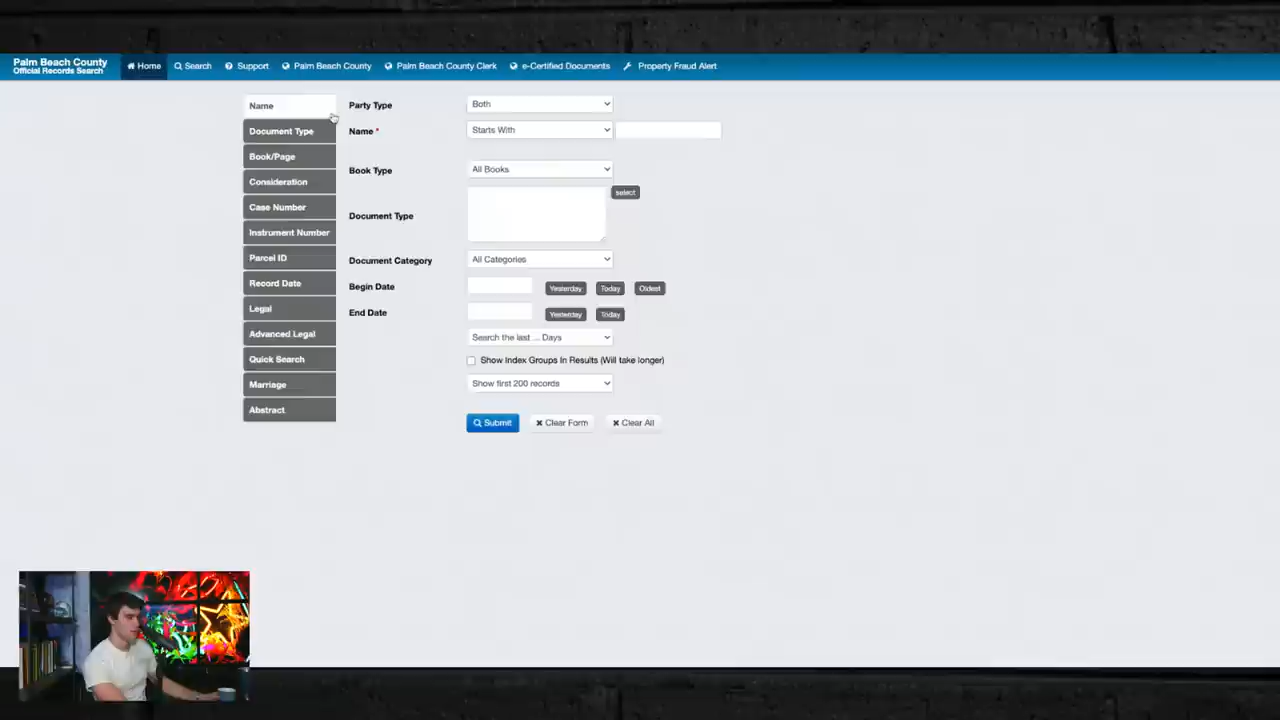 Palm Beach County
Official Records Search
Home
Search
Support
Palm Beach County
Palm Beach County Clerk
e-Certified Documents
Property Fraud Alert
Name
Document Type
Book/Page
Consideration
Case Number
Instrument Number
Parcel ID
Record Date
Legal
Advanced Legal
Quick Search
Marriage
Abstract
Party Type
Both
Name *
Starts With
Book Type
All Books
select
Document Type
Document Category
All Categories
Begin Date
Yesterday
Today
Oldest
End Date
Yesterday
Today
Search the last ... Days
Show Index Groups In Results (Will take longer)
Show first 200 records
Submit
Clear Form
Clear All